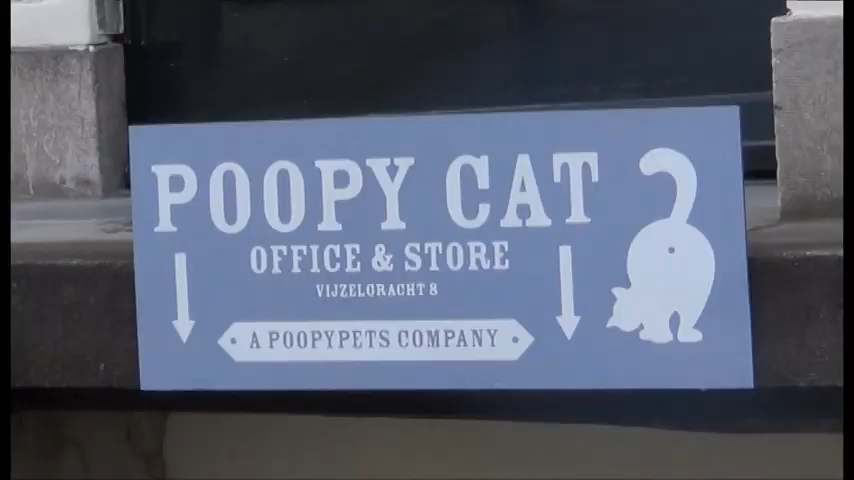 POOPY CAT
OFFICE & STORE
VIJZELGRACHT 8
A POOPYPETS COMPANY